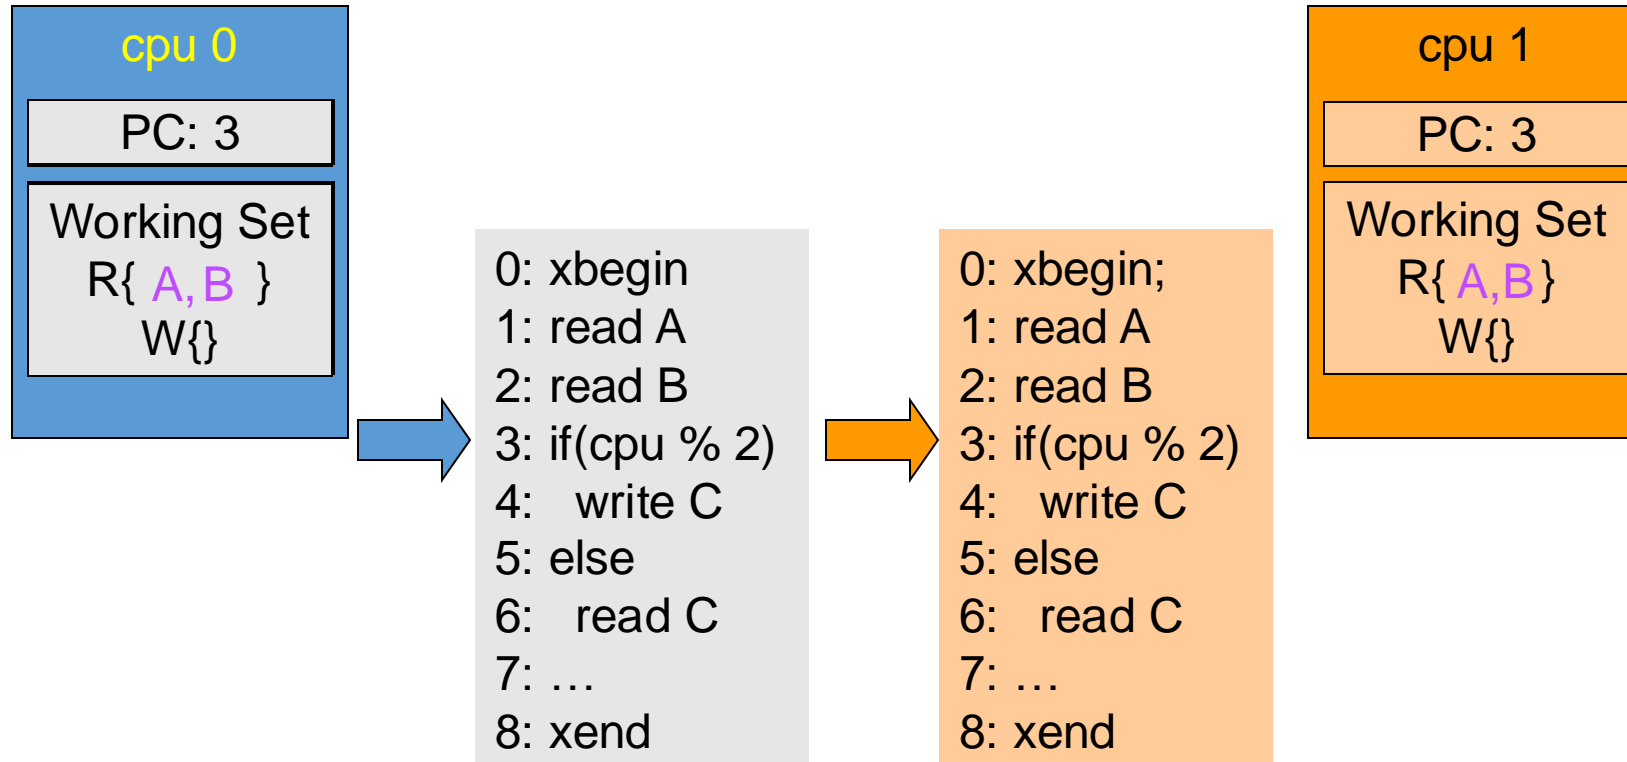 cpu 0
PC: 3
Working Set
R{ A, B }
W{}
0: xbegin
1: read A
2: read B
3: if(cpu % 2)
4: write C
5: else
6: read C
7: …
8: xend
0: xbegin;
1: read A
2: read B
3: if(cpu % 2)
4: write C
5: else
6: read C
7: …
8: xend
cpu 1
PC: 3
Working Set
R{ A,B }
W{}